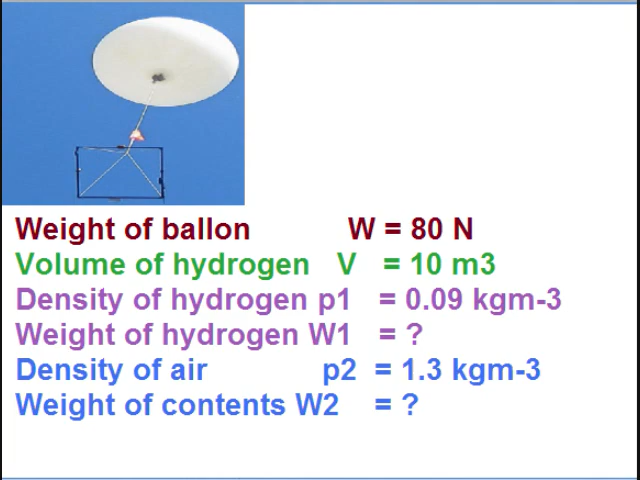 Weight of ballon W = 80 N
Volume of hydrogen V = 10 m3
Density of hydrogen p1 = 0.09 kgm-3
Weight of hydrogen W1 = ?
Density of air p2 = 1.3 kgm-3
Weight of contents W2 = ?